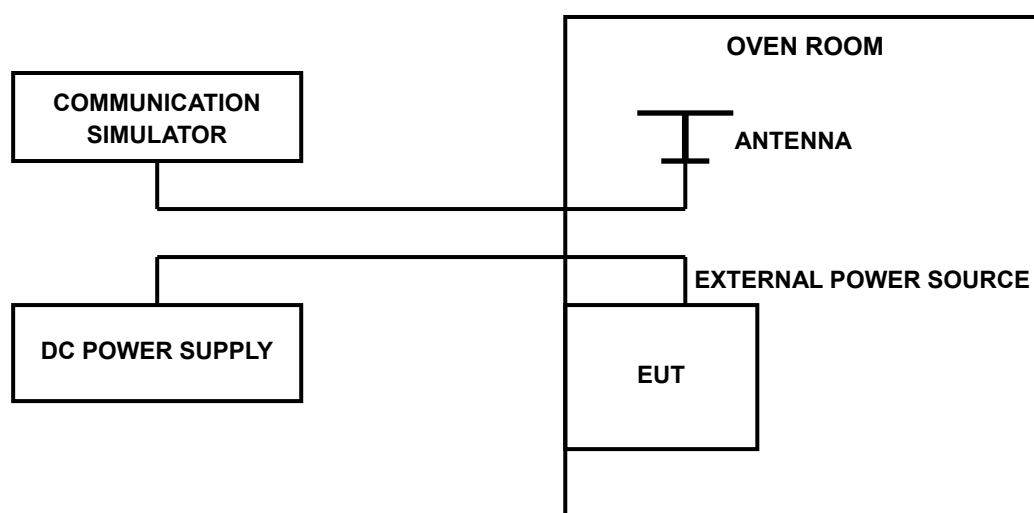 OVEN ROOM
COMMUNICATION
SIMULATOR
ANTENNA
EXTERNAL POWER SOURCE
DC POWER SUPPLY
EUT